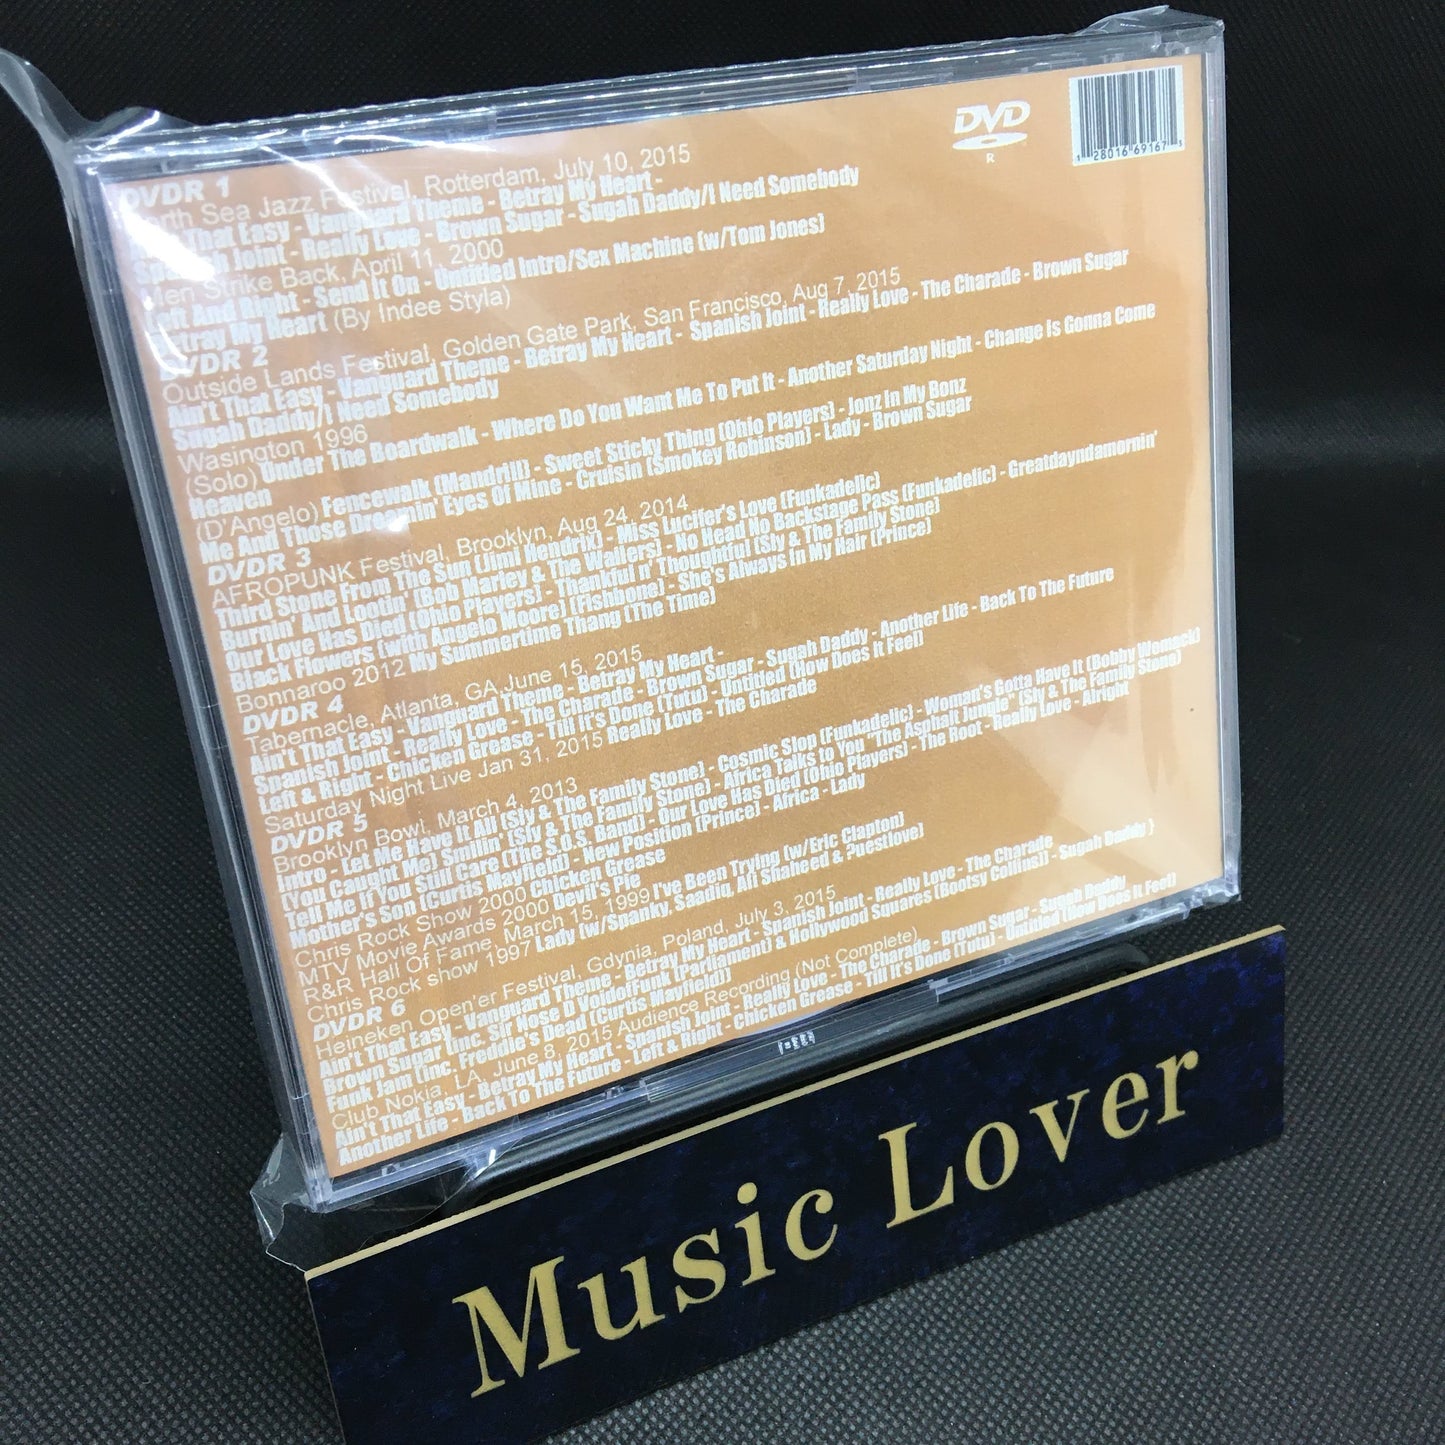 DVD
R
1 28016 69167 3
DVDR 1
North Sea Jazz Festival, Rotterdam, July 10, 2015
That Easy - Vanguard Theme - Betray My Heart -
Spanish Joint - Really Love - Brown Sugar - Sugah Daddy/I Need Somebody
Men Strike Back, April 11, 2000
Left And Right - Send It On - Untitled Intro/Sex Machine (w/Tom Jones)
Betray My Heart (By Indee Styla)
DVDR 2
Outside Lands Festival, Golden Gate Park, San Francisco, Aug 7, 2015
Ain't That Easy - Vanguard Theme - Betray My Heart - Spanish Joint - Really Love - The Charade - Brown Sugar
Sugah Daddy/I Need Somebody
Wasington 1996
(Solo) Under The Boardwalk - Where Do You Want Me To Put It - Another Saturday Night - Change Is Gonna Come
Heaven
(D'Angelo) Fencewalk (Mandrill) - Sweet Sticky Thing (Ohio Players) - Jonz In My Bonz
Me And Those Dreamin' Eyes Of Mine - Cruisin (Smokey Robinson) - Lady - Brown Sugar
DVDR 3
AFROPUNK Festival, Brooklyn, Aug 24, 2014
Third Stone From The Sun (Jimi Hendrix) - Miss Lucifer's Love (Funkadelic)
Burnin' And Lootin' (Bob Marley & The Wailers) - No Head No Backstage Pass (Funkadelic) - Greatdayndamornin'
Our Love Has Died (Ohio Players) - Thankful n' Thoughtful (Sly & The Family Stone)
Black Flowers (with Angelo Moore) (Fishbone) - She's Always In My Hair (Prince)
Bonnaroo 2012 My Summertime Thang (The Time)
DVDR 4
Tabernacle, Atlanta, GA,June 15, 2015
Ain't That Easy - Vanguard Theme - Betray My Heart -
Spanish Joint - Really Love - The Charade - Brown Sugar - Sugah Daddy - Another Life - Back To The Future
Left & Right - Chicken Grease - Till It's Done (Tutu) - Untitled (How Does It Feel)
Saturday Night Live Jan 31, 2015 Really Love - The Charade
DVDR 5
Brooklyn Bowl, March 4, 2013
Intro - Let Me Have It All (Sly & The Family Stone) - Cosmic Slop (Funkadelic) - Woman's Gotta Have It (Bobby Womack)
(You Caught Me) Smilin' (Sly & The Family Stone) - Africa Talks to You "The Asphalt Jungle" (Sly & The Family Stone)
Tell Me If You Still Care (The S.O.S. Band) - Our Love Has Died (Ohio Players) - The Root - Really Love - Alright
Mother's Son (Curtis Mayfield) - New Position (Prince) - Africa - Lady
Chris Rock Show 2000 Chicken Grease
MTV Movie Awards 2000 Devil's Pie
R&R Hall Of Fame, March 15, 1999 I've Been Trying (w/Eric Clapton)
Chris Rock show 1997 Lady (w/Spanky, Saadiq, Ali Shaheed & ?uestlove)
DVDR 6
Heineken Open'er Festival, Gdynia, Poland, July 3, 2015
Ain't That Easy - Vanguard Theme - Betray My Heart - Spanish Joint - Really Love - The Charade
Brown Sugar (inc. Sir Nose D'VoidofFunk (Parliament) & Hollywood Squares (Bootsy Collins)) - Sugah Daddy )
Funk Jam (inc. Freddie's Dead (Curtis Mayfield))
Club Nokia, LA, June 8, 2015 Audience Recording (Not Complete)
Ain't That Easy - Betray My Heart - Spanish Joint - Really Love - The Charade - Brown Sugar - Sugah Daddy
Another Life - Back To The Future - Left & Right - Chicken Grease - Till It's Done (Tutu) - Untitled (How Does It Feel)
Music Lover